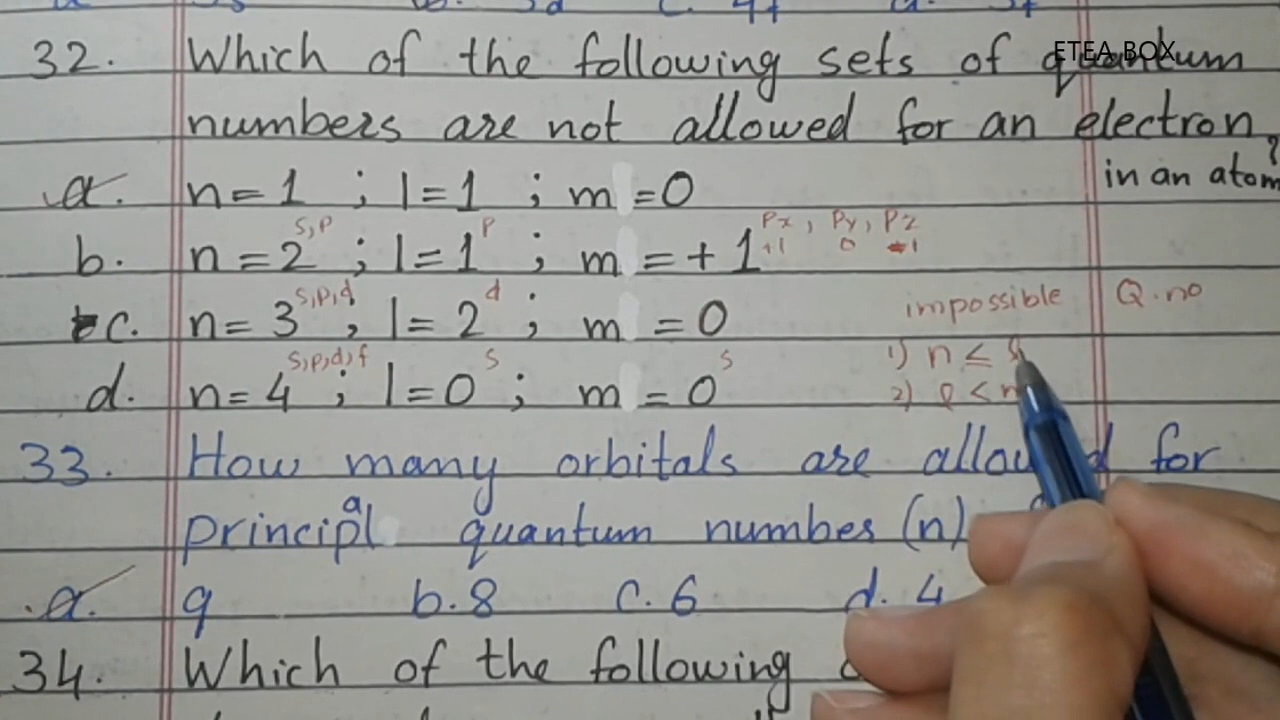 ETEA BOX
32. Which of the following sets of quantum
numbers are not allowed for an electron
?
in an atom
a. n=1 ; l=1 ; m =0
s,p p Px, Py, Pz
b. n=2 ; l=1 ; m =+1 +1 0 -1
s,p,d d
c. n=3 , l=2 ; m =0 impossible Q.no
s,p,d,f s s 1) n ≤
d. n=4 ; l=0 ; m =0 2) l <
33. How many orbitals are for
principal quantum number (n)
a. 9 b. 8 c. 6 d. 4
34. Which of the following